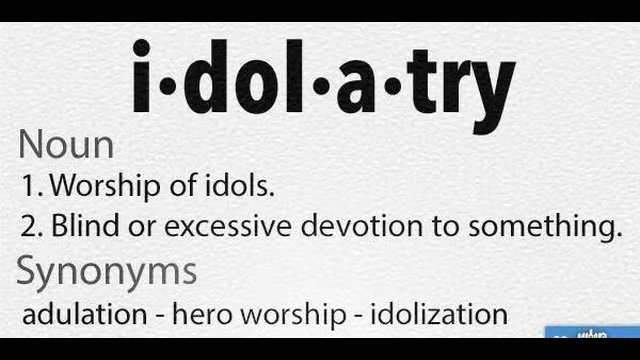 i·dol·a·try
Noun
1. Worship of idols.
2. Blind or excessive devotion to something.
Synonyms
adulation - hero worship - idolization